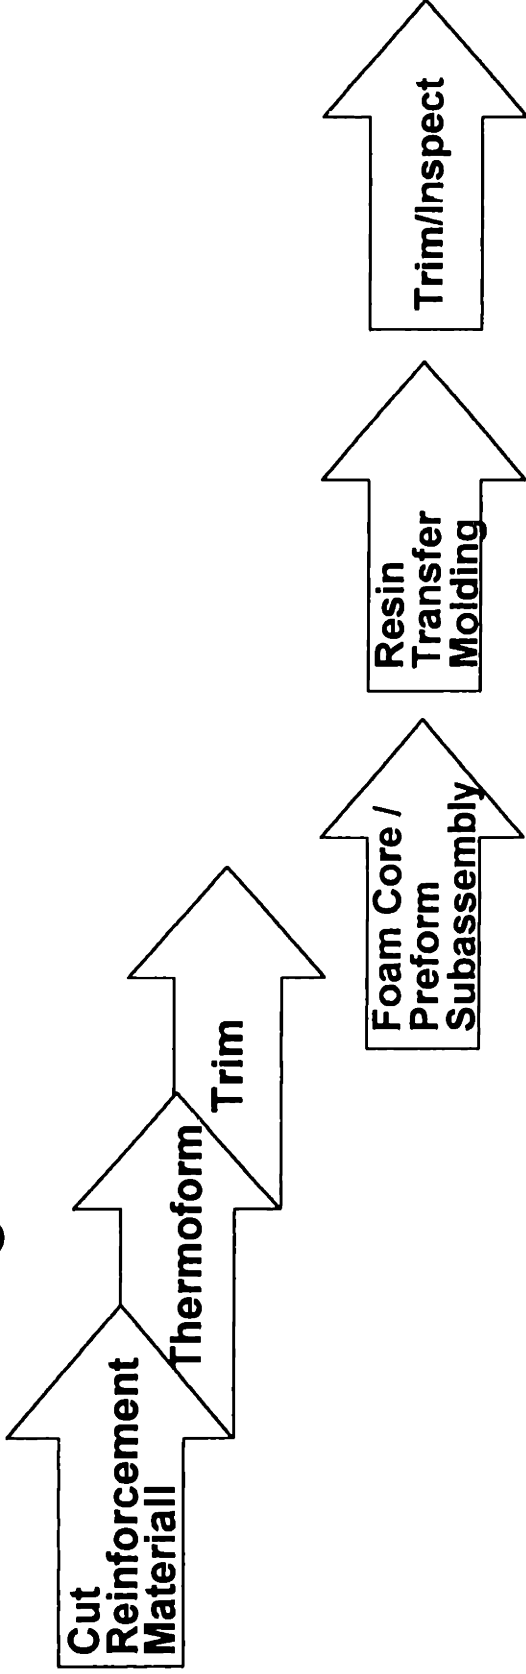 Cut
Reinforcement
Materiall
Thermoform
Trim
Foam Core /
Preform
Subassembly
Resin
Transfer
Molding
Trim/Inspect